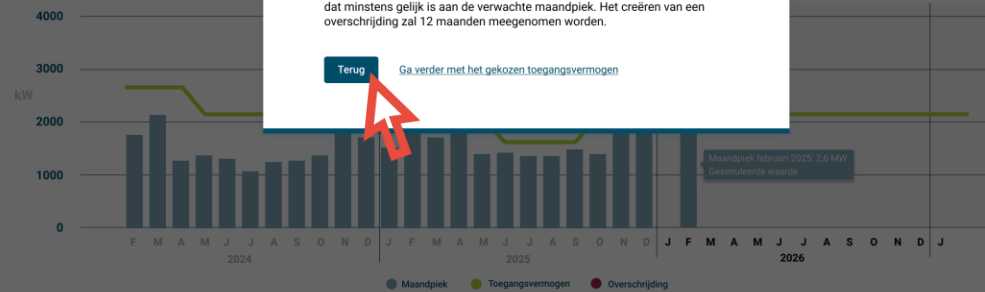 dat minstens gelijk is aan de verwachte maandpiek. Het creëren van een
overschrijding zal 12 maanden meegenomen worden.
Terug
Ga verder met het gekozen toegangsvermogen
4000
3000
kW
2000
1000
0
Maandpiek februari 2025: 2,6 MW
Gesimuleerde waarde
F M A M J J A S O N D J F M A M J J A S O N D J F M A M J J A S O N D J
2024 2025 2026
Maandpiek Toegangsvermogen Overschrijding